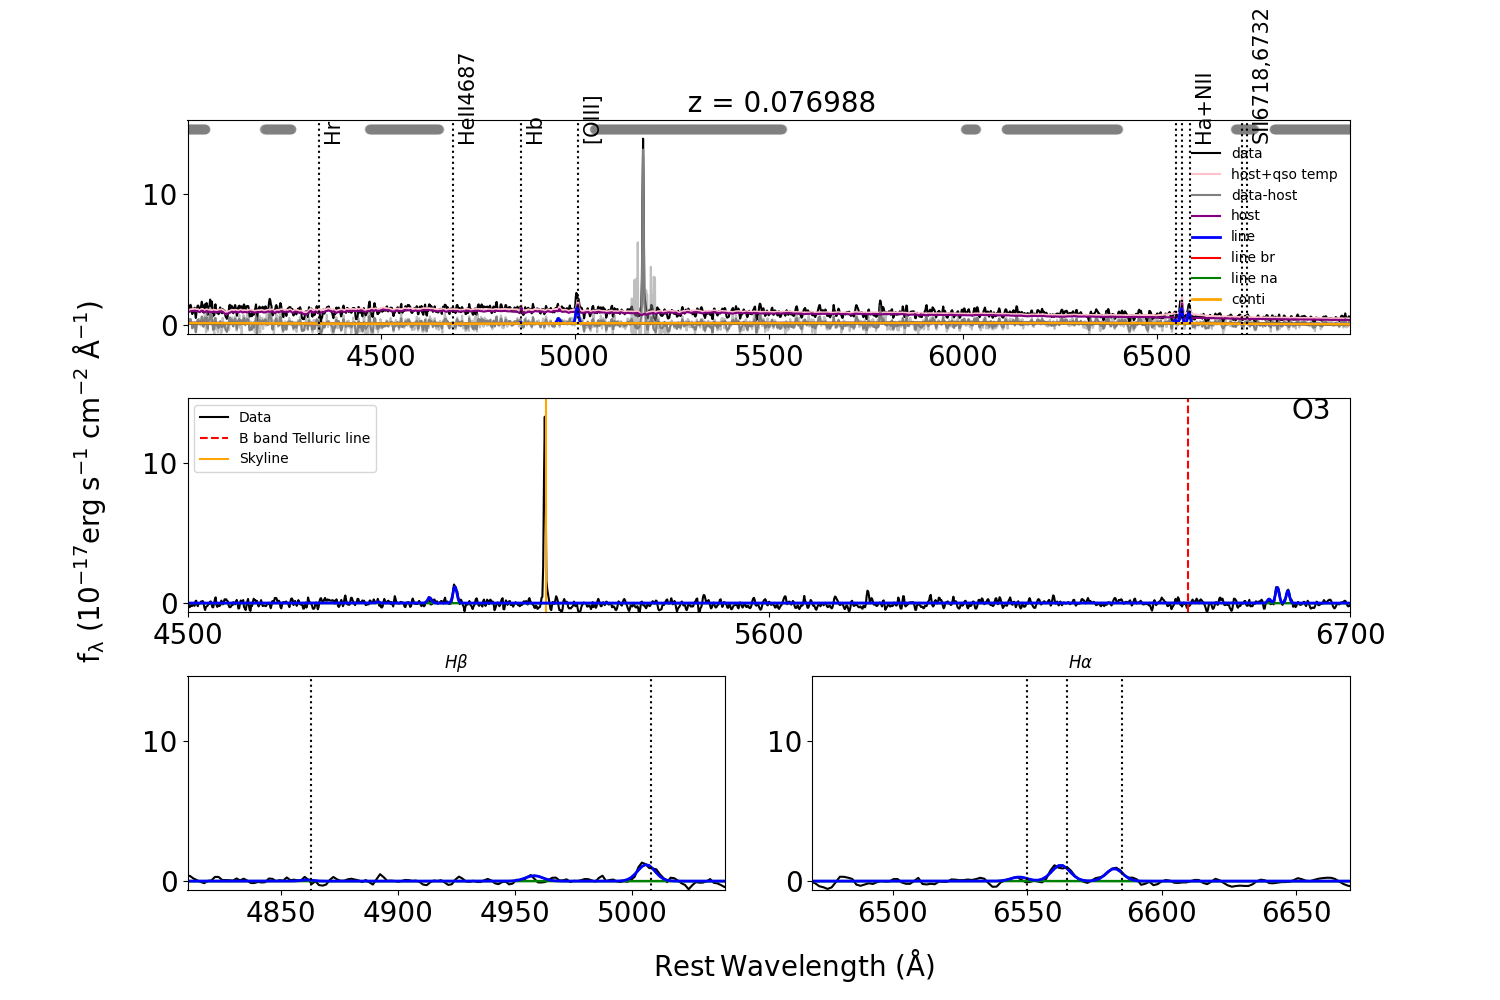 z = 0.076988
Hr
HeII4687
Hb
[OIII]
Ha+NII
SII6718,6732
data
host+qso temp
data-host
host
line
line br
line na
conti
10
0
4500 5000 5500 6000 6500
fλ (10−17erg s−1 cm−2 Å−1)
Data
B band Telluric line
Skyline
O3
10
0
4500 5600 6700
Hβ
10
0
4850 4900 4950 5000
Hα
10
0
6500 6550 6600 6650
Rest Wavelength (Å)